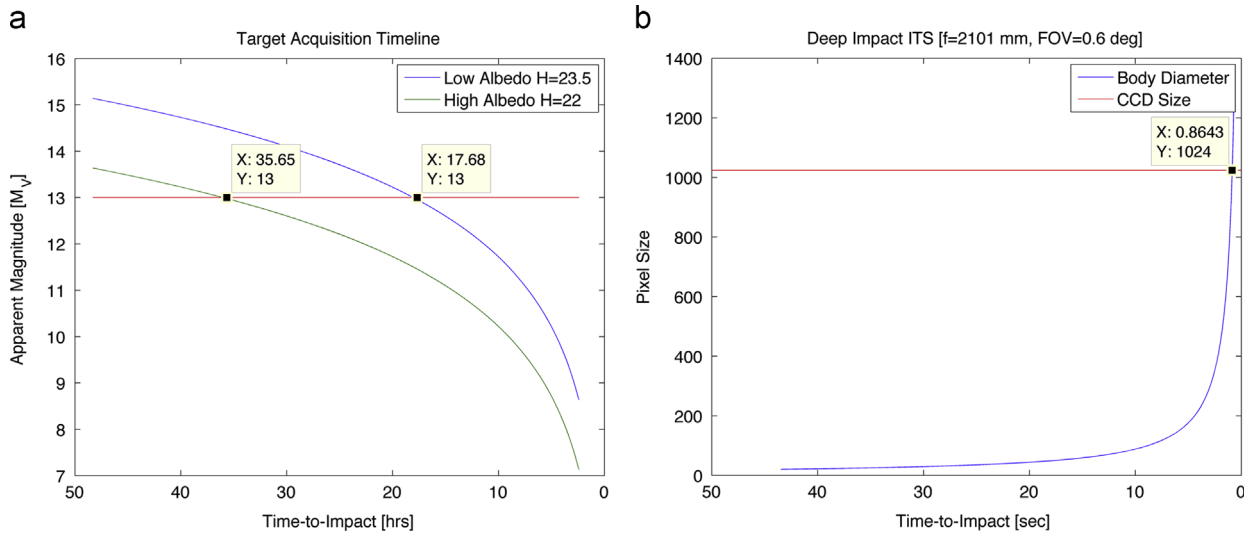 a
Target Acquisition Timeline
16
15
14
13
12
11
10
9
8
7
50
40
30
20
10
0
Apparent Magnitude [M_V]
Time-to-Impact [hrs]
Low Albedo H=23.5
High Albedo H=22
X: 35.65
Y: 13
X: 17.68
Y: 13
b
Deep Impact ITS [f=2101 mm, FOV=0.6 deg]
1400
1200
1000
800
600
400
200
0
50
40
30
20
10
0
Pixel Size
Time-to-Impact [sec]
Body Diameter
CCD Size
X: 0.8643
Y: 1024